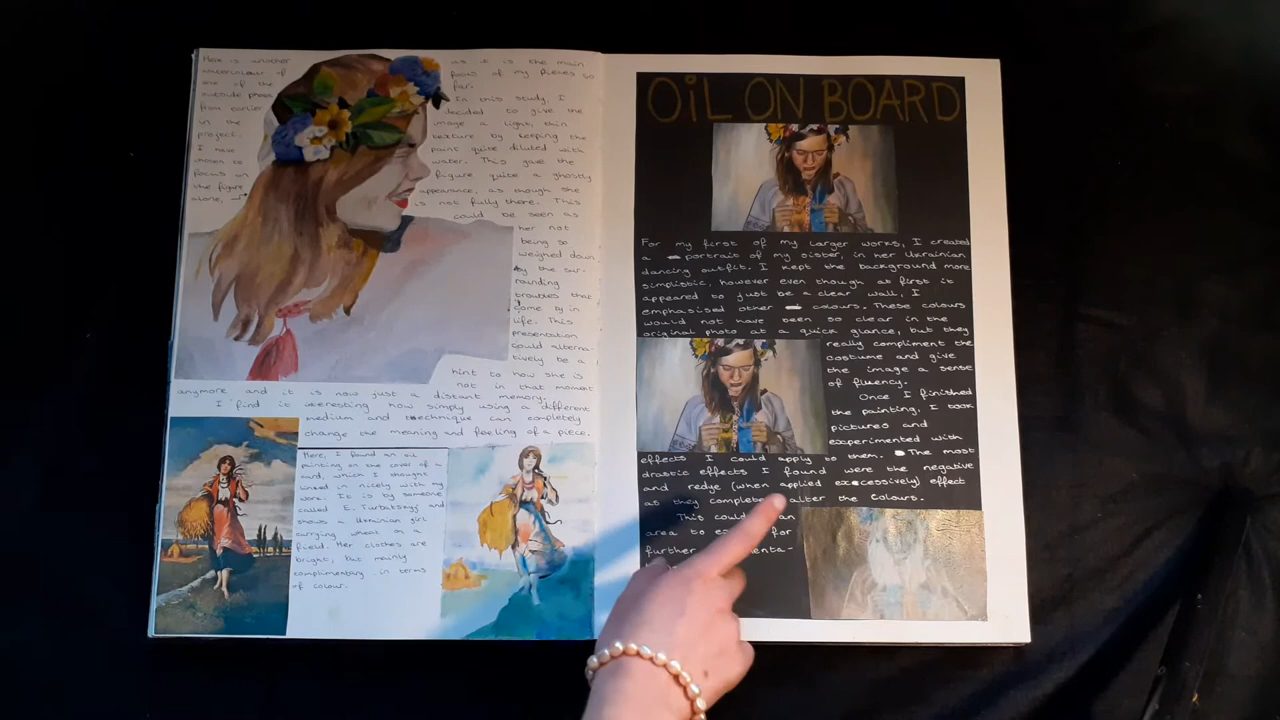 Here is another
watercolour of
one of the
outside photos
from earlier
in the
project.
I have
chosen to
focus on
the figure
alone,
as it is the main
focus of my pieces so
far.
In this study, I
decided to give the
image a light, thin
texture by keeping the
paint quite diluted with
water. This gave the
figure quite a ghostly
appearance, as though she
is not fully there. This
could be seen as
her not
being so
weighed down
by the sur-
rounding
troubles that
come by in
life. This
presentation
could alterna-
tively be a
hint to how she is
not in that moment
anymore and it is now just a distant memory.
I find it interesting how simply using a different
medium and technique can completely
change the meaning and feeling of a piece.
Here, I found an oil
painting on the cover of a
card, which I thought
linked in nicely with my
work. It is by someone
called E. Turbatskyj and
shows a Ukrainian girl
carrying wheat on a
field. Her clothes are
bright, but mainly
complimentary in terms
of colour.
OIL ON BOARD
For my first of my larger works, I created
a portrait of my sister, in her Ukrainian
dancing outfit. I kept the background more
simplistic, however even though at first it
appeared to just be a clear wall, I
emphasised other colours. These colours
would not have been so clear in the
original photo at a quick glance, but they
really compliment the
costume and give
the image a sense
of fluency.
Once I finished
the painting, I took
pictures and
experimented with
effects I could apply to them. The most
drastic effects I found were the negative
and redye (when applied excessively) effect
as they completely alter the colours.
This could an
area to for
further